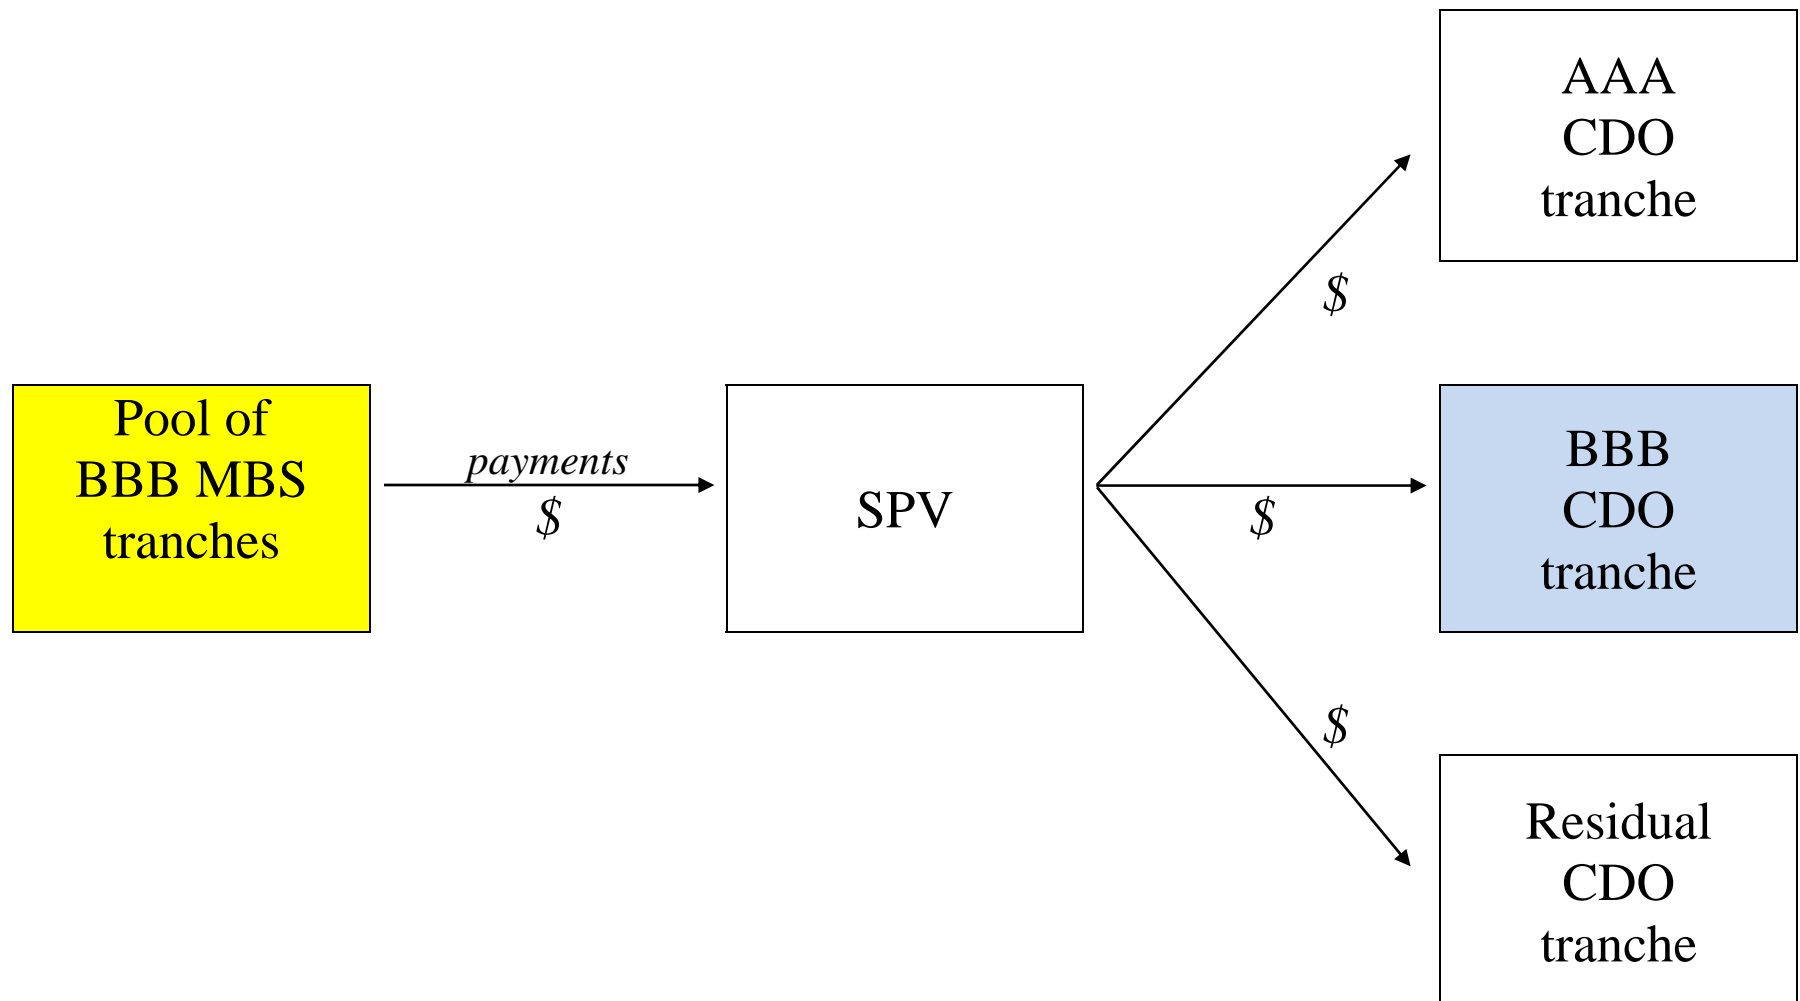 AAA
CDO
tranche
$
Pool of
BBB MBS
tranches
payments
$
SPV
$
BBB
CDO
tranche
$
Residual
CDO
tranche